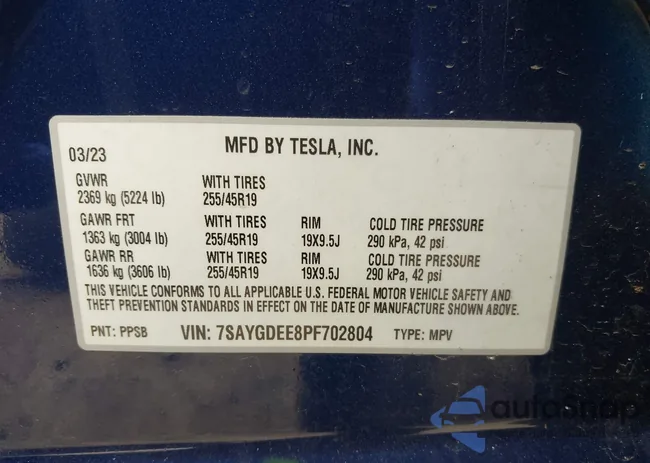 MFD BY TESLA, INC.
03/23
GVWR WITH TIRES
2369 kg (5224 lb) 255/45R19
GAWR FRT WITH TIRES RIM COLD TIRE PRESSURE
1363 kg (3004 lb) 255/45R19 19X9.5J 290 kPa, 42 psi
GAWR RR WITH TIRES RIM COLD TIRE PRESSURE
1636 kg (3606 lb) 255/45R19 19X9.5J 290 kPa, 42 psi
THIS VEHICLE CONFORMS TO ALL APPLICABLE U.S. FEDERAL MOTOR VEHICLE SAFETY AND
THEFT PREVENTION STANDARDS IN EFFECT ON THE DATE OF MANUFACTURE SHOWN ABOVE.
PNT: PPSB VIN: 7SAYGDEE8PF702804 TYPE: MPV
autoSnap